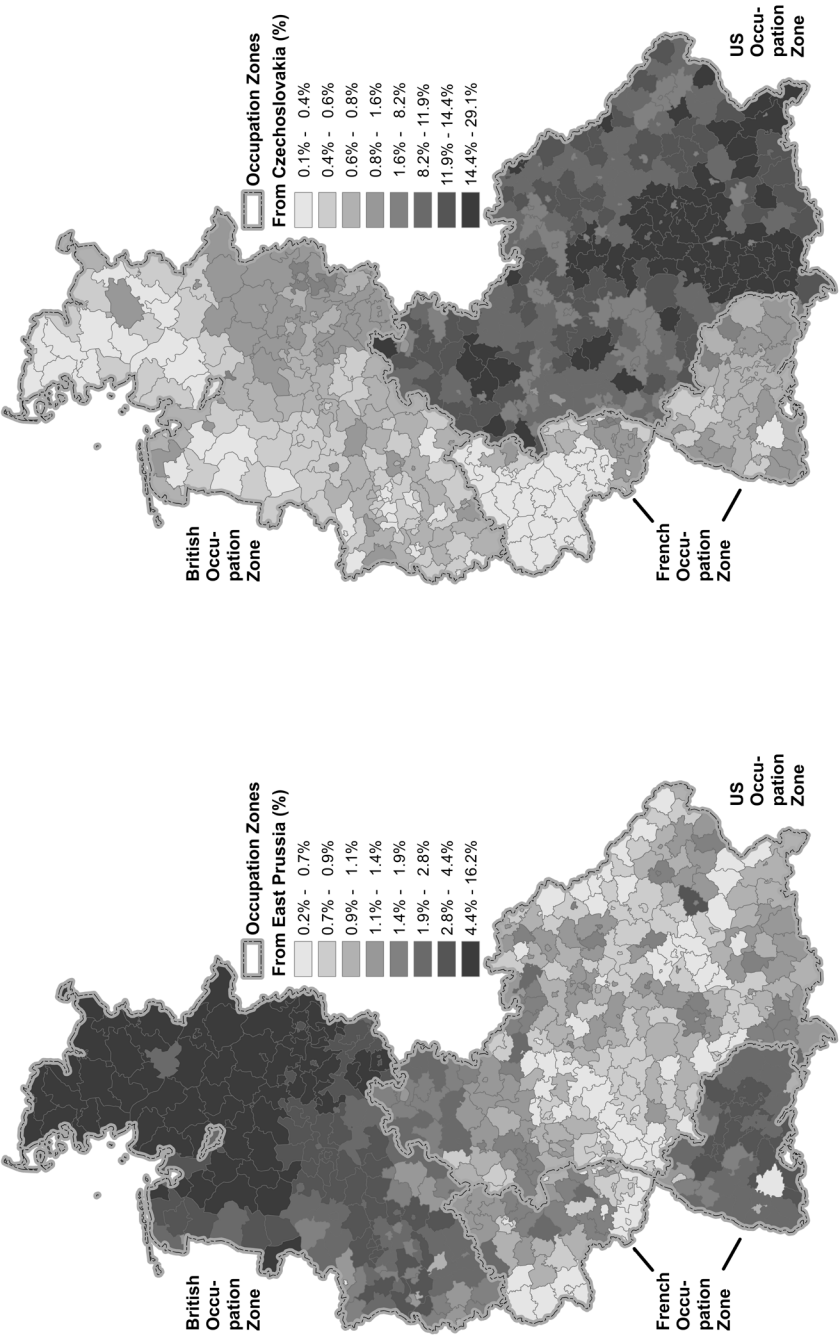 Occupation Zones
From East Prussia (%)
0.2% - 0.7%
0.7% - 0.9%
0.9% - 1.1%
1.1% - 1.4%
1.4% - 1.9%
1.9% - 2.8%
2.8% - 4.4%
4.4% - 16.2%
British
Occu-
pation
Zone
French
Occu-
pation
Zone
US
Occu-
pation
Zone
Occupation Zones
From Czechoslovakia (%)
0.1% - 0.4%
0.4% - 0.6%
0.6% - 0.8%
0.8% - 1.6%
1.6% - 8.2%
8.2% - 11.9%
11.9% - 14.4%
14.4% - 29.1%
British
Occu-
pation
Zone
French
Occu-
pation
Zone
US
Occu-
pation
Zone